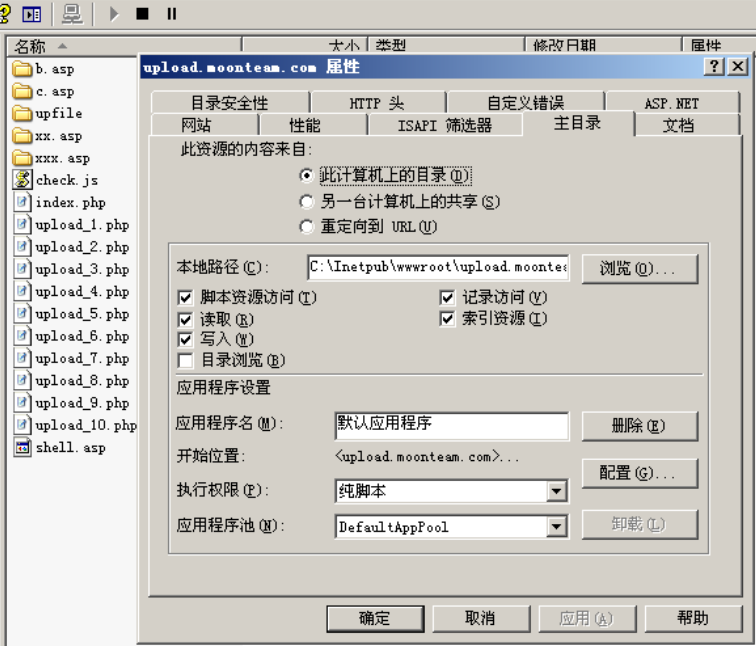 名称 大小 类型 修改日期 属性
b.asp
c.asp
upfile
xx.asp
xxx.asp
check.js
index.php
upload_1.php
upload_2.php
upload_3.php
upload_4.php
upload_5.php
upload_6.php
upload_7.php
upload_8.php
upload_9.php
upload_10.php
shell.asp
upload.moonteam.com 属性
目录安全性 HTTP 头 自定义错误 ASP.NET
网站 性能 ISAPI 筛选器 主目录 文档
此资源的内容来自:
此计算机上的目录(D)
另一台计算机上的共享(S)
重定向到 URL(U)
本地路径(C): C:\Inetpub\wwwroot\upload.moontea 浏览(O)...
脚本资源访问(T) 记录访问(V)
读取(R) 索引资源(I)
写入(W)
目录浏览(B)
应用程序设置
应用程序名(M): 默认应用程序 删除(E)
开始位置: <upload.moonteam.com>...
配置(G)...
执行权限(P): 纯脚本
应用程序池(N): DefaultAppPool 卸载(L)
确定 取消 应用(A) 帮助